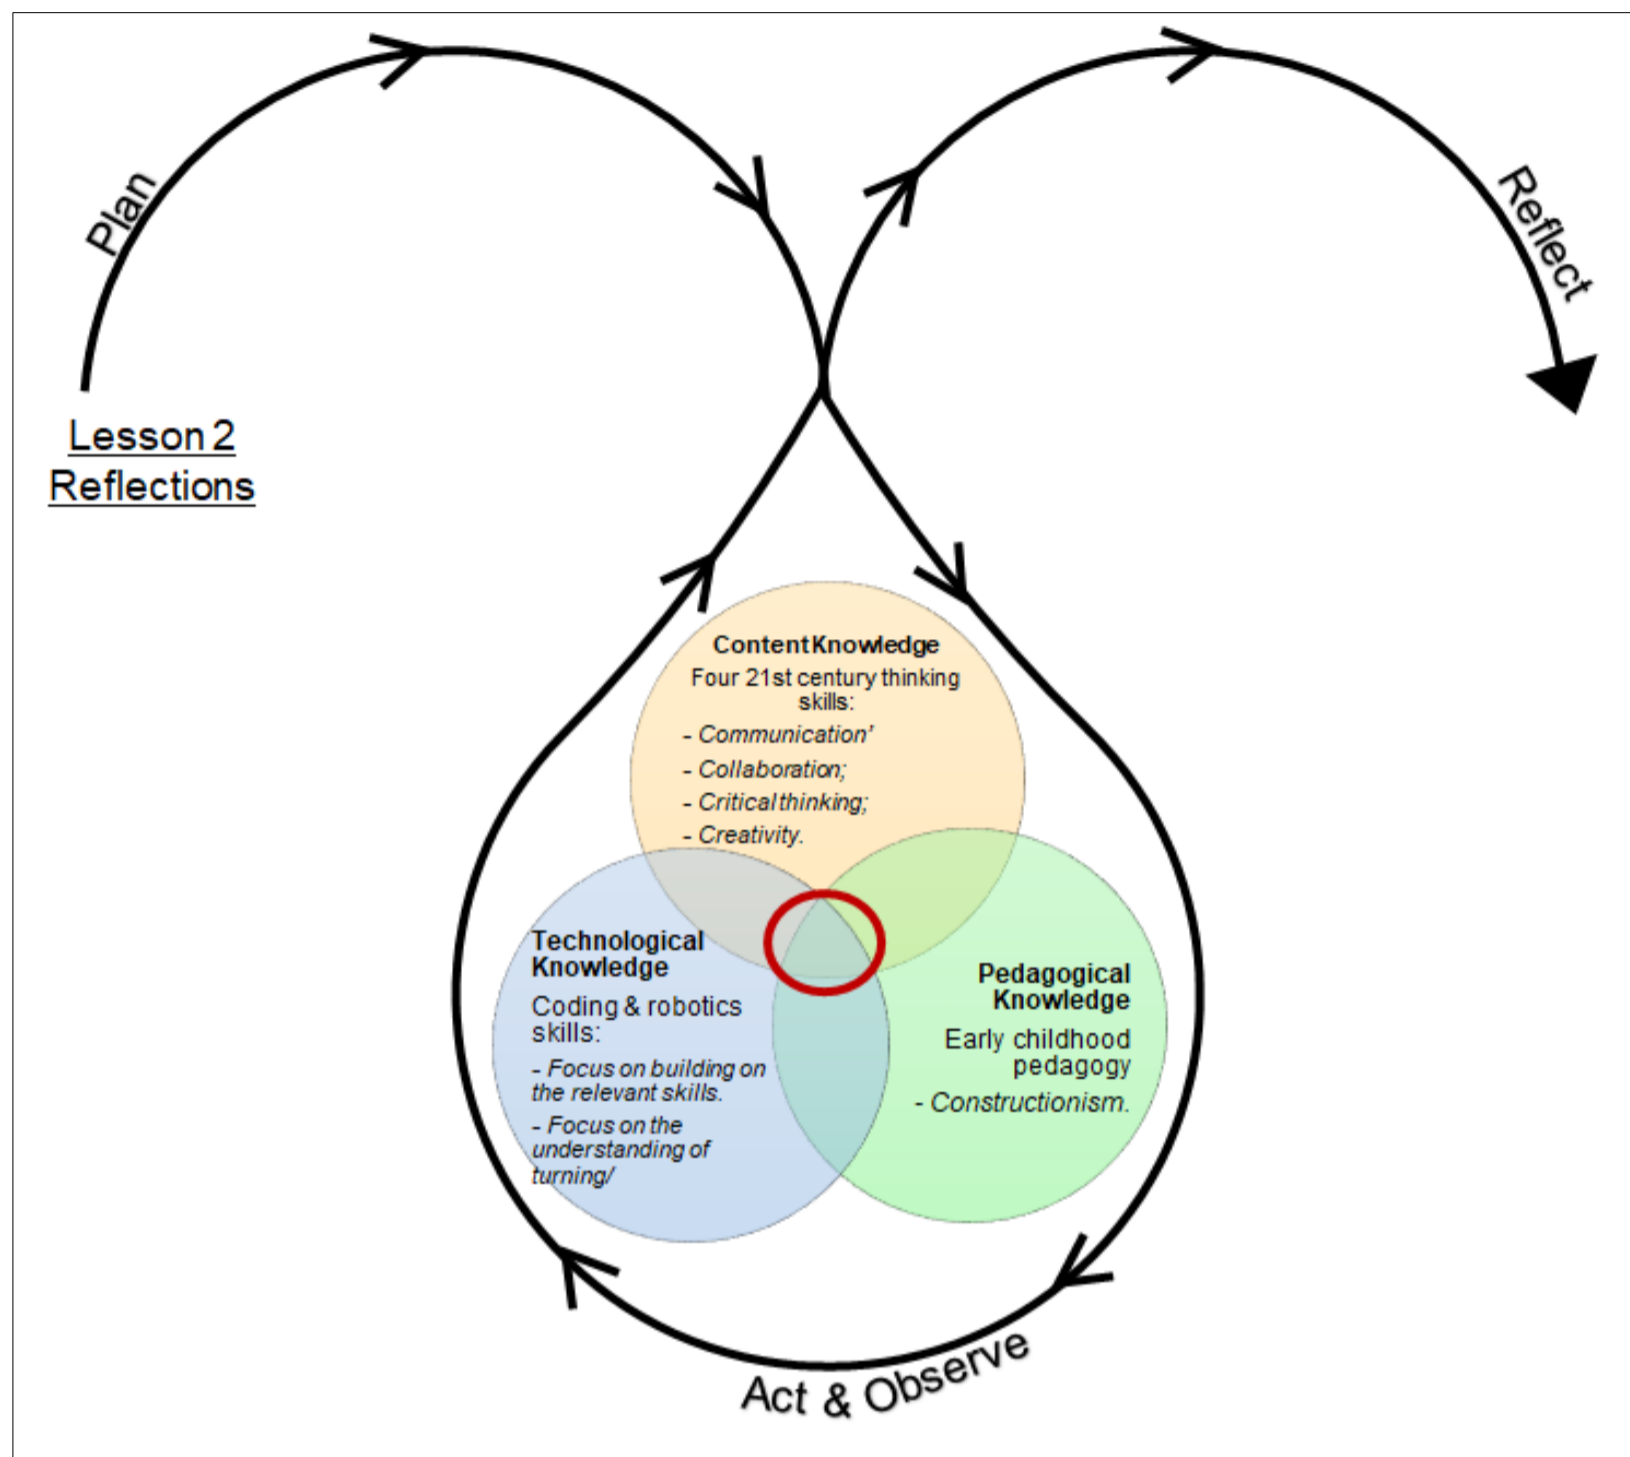 Plan
Reflect
Lesson 2
Reflections
Content Knowledge
Four 21st century thinking
skills:
- Communication'
- Collaboration;
- Critical thinking;
- Creativity.
Technological
Knowledge
Coding & robotics
skills:
- Focus on building on
the relevant skills.
- Focus on the
understanding of
turning/
Pedagogical
Knowledge
Early childhood
pedagogy
- Constructionism.
Act & Observe